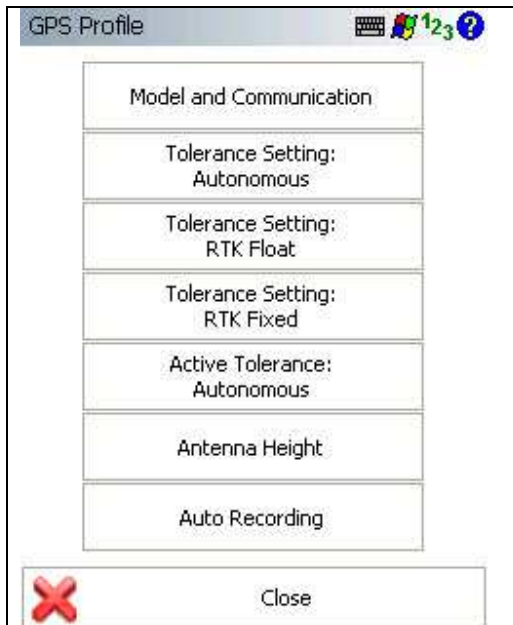 GPS Profile 123?
Model and Communication
Tolerance Setting:
Autonomous
Tolerance Setting:
RTK Float
Tolerance Setting:
RTK Fixed
Active Tolerance:
Autonomous
Antenna Height
Auto Recording
Close